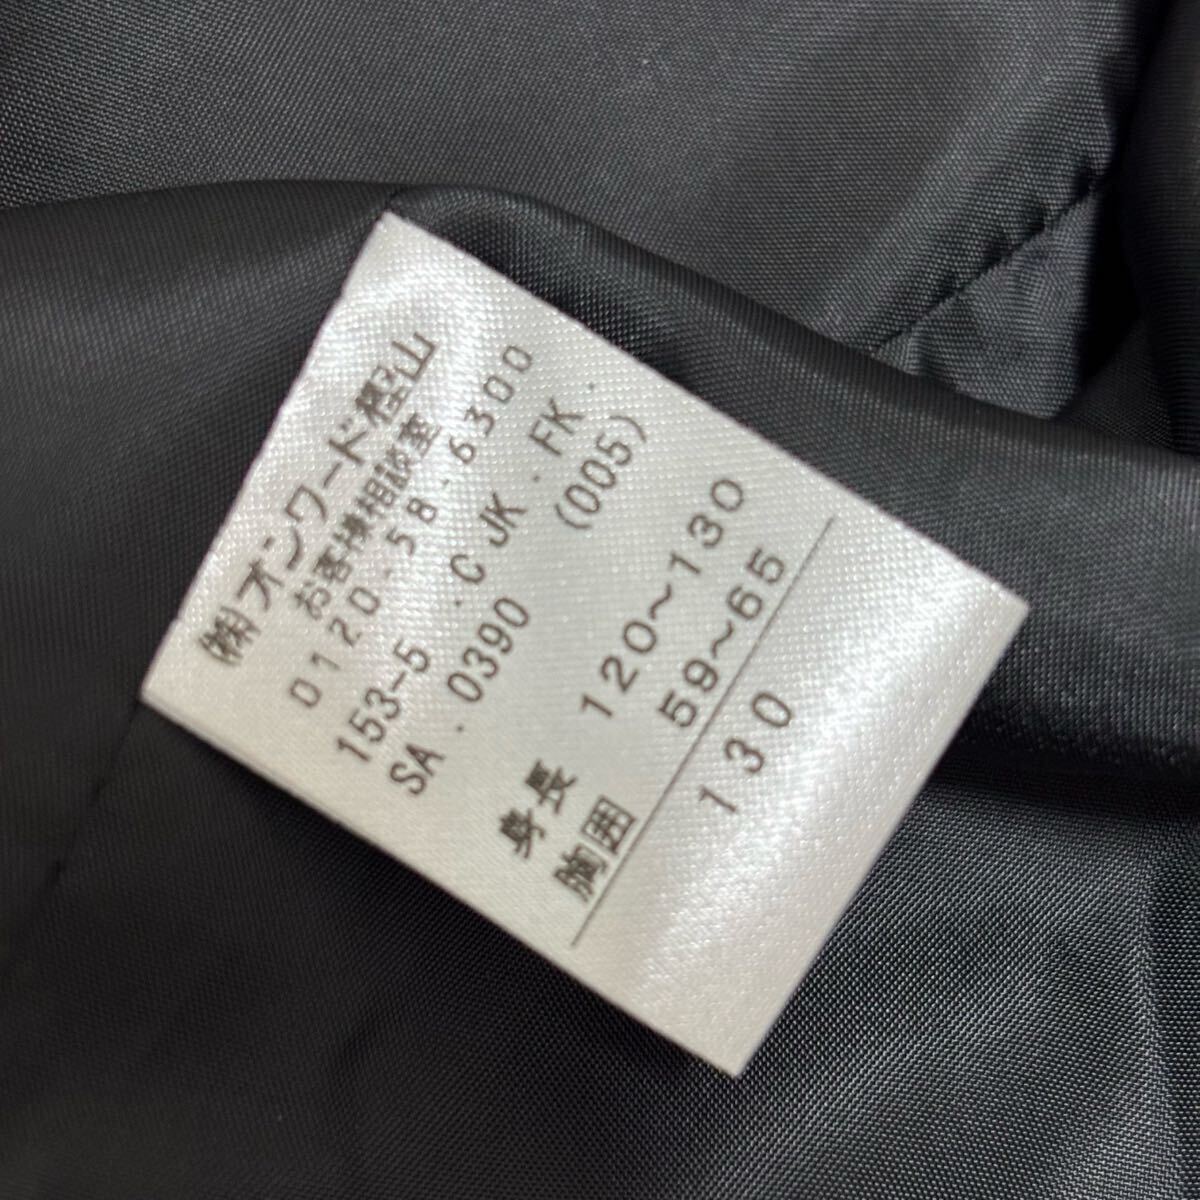 ㈱オンワード樫山
お客様相談室
0120-58-6300
153-5 .C JK . FK .
SA . 0390 (005)
身長 120〜130
胸囲 59〜65
130